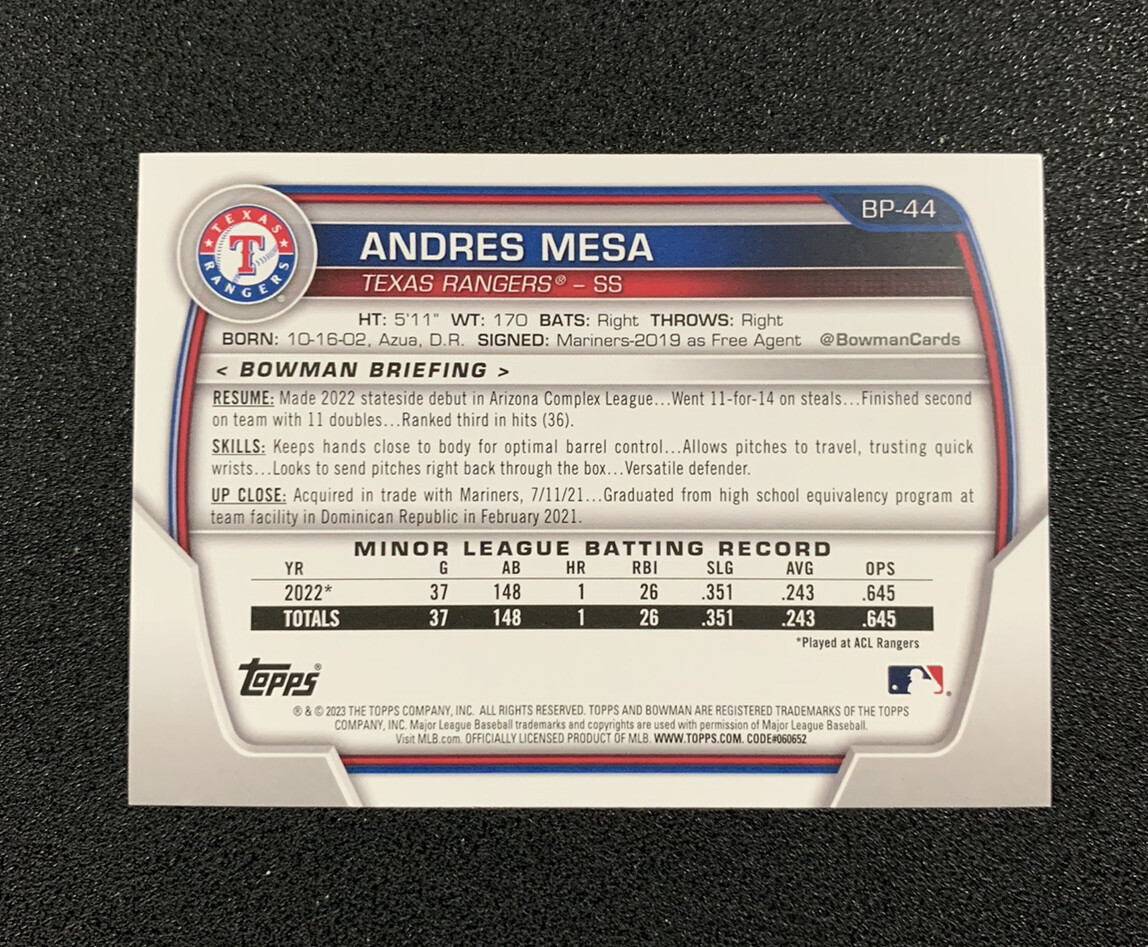 BP-44
TEXAS RANGERS
T
ANDRES MESA
TEXAS RANGERS® – SS
HT: 5'11" WT: 170 BATS: Right THROWS: Right
BORN: 10-16-02, Azua, D.R. SIGNED: Mariners-2019 as Free Agent @BowmanCards
< BOWMAN BRIEFING >
RESUME: Made 2022 stateside debut in Arizona Complex League...Went 11-for-14 on steals...Finished second
on team with 11 doubles...Ranked third in hits (36).
SKILLS: Keeps hands close to body for optimal barrel control...Allows pitches to travel, trusting quick
wrists...Looks to send pitches right back through the box...Versatile defender.
UP CLOSE: Acquired in trade with Mariners, 7/11/21...Graduated from high school equivalency program at
team facility in Dominican Republic in February 2021.
MINOR LEAGUE BATTING RECORD
YR G AB HR RBI SLG AVG OPS
2022* 37 148 1 26 .351 .243 .645
TOTALS 37 148 1 26 .351 .243 .645
*Played at ACL Rangers
Topps®
® & © 2023 THE TOPPS COMPANY, INC. ALL RIGHTS RESERVED. TOPPS AND BOWMAN ARE REGISTERED TRADEMARKS OF THE TOPPS
COMPANY, INC. Major League Baseball trademarks and copyrights are used with permission of Major League Baseball.
Visit MLB.com. OFFICIALLY LICENSED PRODUCT OF MLB. WWW.TOPPS.COM. CODE#060652